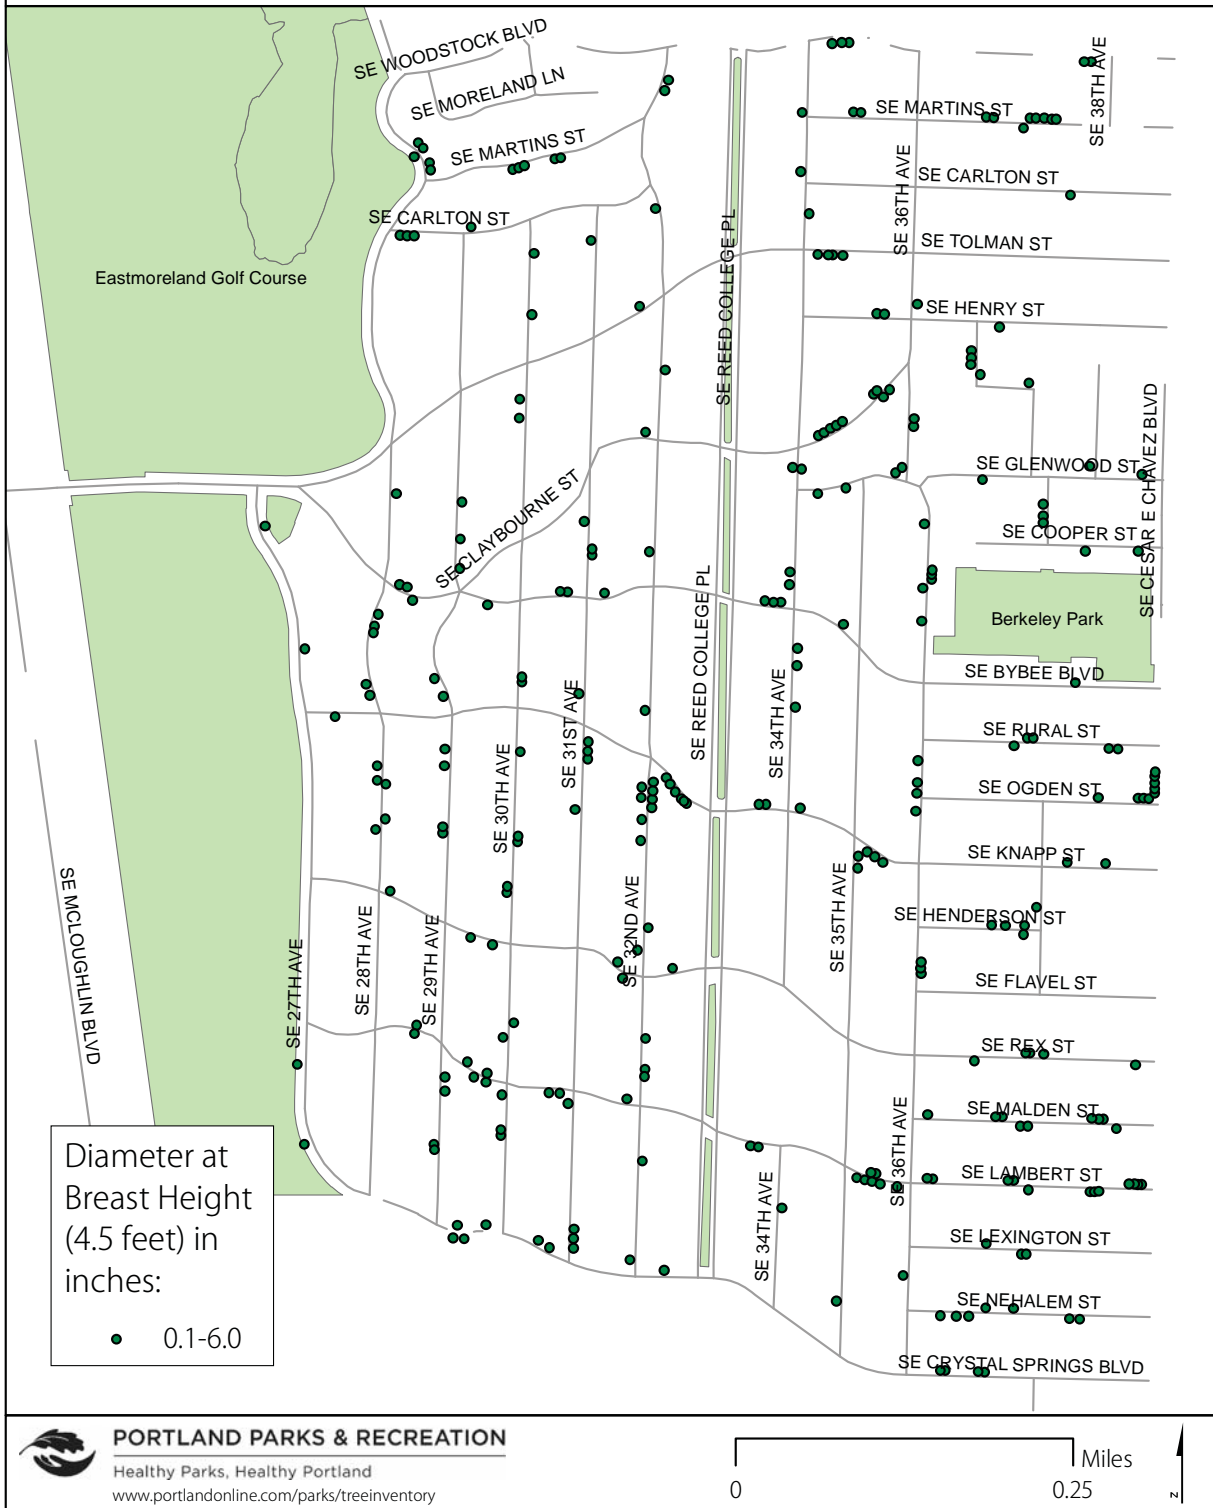 SE WOODSTOCK BLVD
SE MORELAND LN
SE MARTINS ST
SE CARLTON ST
SE MARTINS ST
SE 38TH AVE
SE CARLTON ST
SE 36TH AVE
SE TOLMAN ST
SE HENRY ST
Eastmoreland Golf Course
SE REED COLLEGE PL
SE GLENWOOD ST
SE CESAR E CHAVEZ BLVD
SE COOPER ST
SE CLAYBOURNE ST
Berkeley Park
SE BYBEE BLVD
SE REED COLLEGE PL
SE 34TH AVE
SE 31ST AVE
SE 30TH AVE
SE RURAL ST
SE OGDEN ST
SE KNAPP ST
SE 35TH AVE
SE HENDERSON ST
SE FLAVEL ST
SE 32ND AVE
SE 29TH AVE
SE 28TH AVE
SE 27TH AVE
SE MCLOUGHLIN BLVD
SE REX ST
SE MALDEN ST
SE 36TH AVE
SE LAMBERT ST
SE 34TH AVE
SE LEXINGTON ST
SE NEHALEM ST
SE CRYSTAL SPRINGS BLVD
Diameter at
Breast Height
(4.5 feet) in
inches:
0.1-6.0
PORTLAND PARKS & RECREATION
Healthy Parks, Healthy Portland
www.portlandonline.com/parks/treeinventory
Miles
0 0.25
z